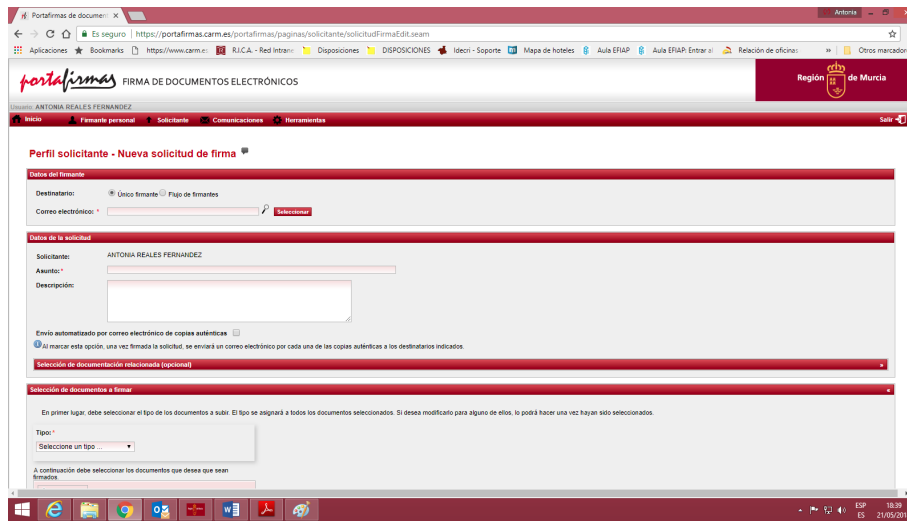 Portafirmas de document ×
Antonia
Es seguro | https://portafirmas.carm.es/portafirmas/paginas/solicitante/solicitudFirmaEdit.seam
Aplicaciones Bookmarks https://www.carm.es R.I.C.A. - Red Intrane Disposiciones DISPOSICIONES Ideori - Soporte Mapa de hoteles Aula EFIAP Aula EFIAP: Entrar al Relación de oficinas » Otros marcadore
portafirmas FIRMA DE DOCUMENTOS ELECTRÓNICOS
Región de Murcia
Usuario: ANTONIA REALES FERNANDEZ
Inicio Firmante personal Solicitante Comunicaciones Herramientas Salir
Perfil solicitante - Nueva solicitud de firma
Datos del firmante
Destinatario: Único firmante Flujo de firmantes
Correo electrónico: * Seleccionar
Datos de la solicitud
Solicitante: ANTONIA REALES FERNANDEZ
Asunto: *
Descripción:
Envío automatizado por correo electrónico de copias auténticas
Al marcar esta opción, una vez firmada la solicitud, se enviará un correo electrónico por cada una de las copias auténticas a los destinatarios indicados.
Selección de documentación relacionada (opcional) »
Selección de documentos a firmar «
En primer lugar, debe seleccionar el tipo de los documentos a subir. El tipo se asignará a todos los documentos seleccionados. Si desea modificarlo para alguno de ellos, lo podrá hacer una vez hayan sido seleccionados.
Tipo: *
Seleccione un tipo ...
A continuación debe seleccionar los documentos que desea que sean
firmados.
ESP 18:39
ES 21/05/201